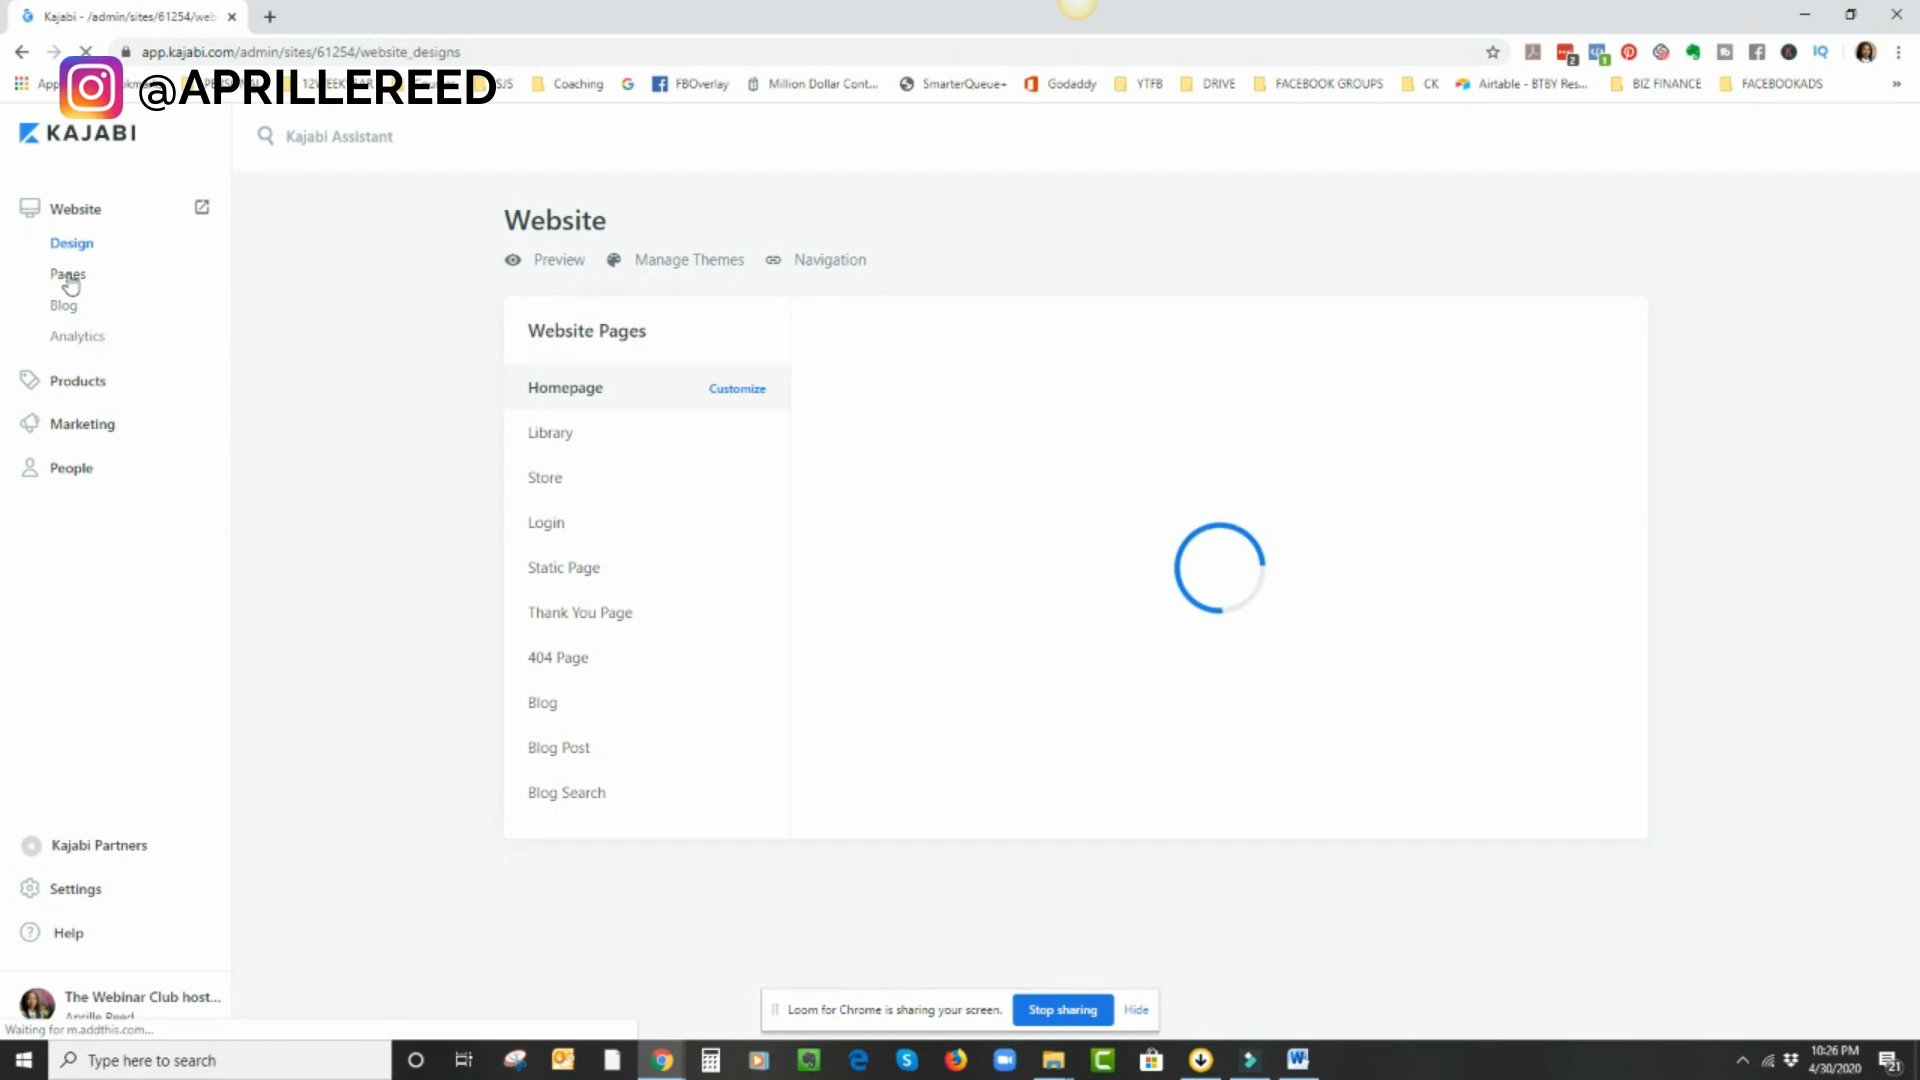 Kajabi - /admin/sites/61254/web
app.kajabi.com/admin/sites/61254/website_designs
@APRILLEREED
Coaching
FBOverlay
Million Dollar Cont...
SmarterQueue+
Godaddy
YTFB
DRIVE
FACEBOOK GROUPS
CK
Airtable - BTBY Res...
BIZ FINANCE
FACEBOOKADS
»
KAJABI
Kajabi Assistant
Website
Design
Pages
Blog
Analytics
Products
Marketing
People
Kajabi Partners
Settings
Help
The Webinar Club host...
Aprille Reed
Waiting for m.addthis.com...
Website
Preview
Manage Themes
Navigation
Website Pages
Homepage
Customize
Library
Store
Login
Static Page
Thank You Page
404 Page
Blog
Blog Post
Blog Search
Loom for Chrome is sharing your screen.
Stop sharing
Hide
Type here to search
10:26 PM
4/30/2020
21